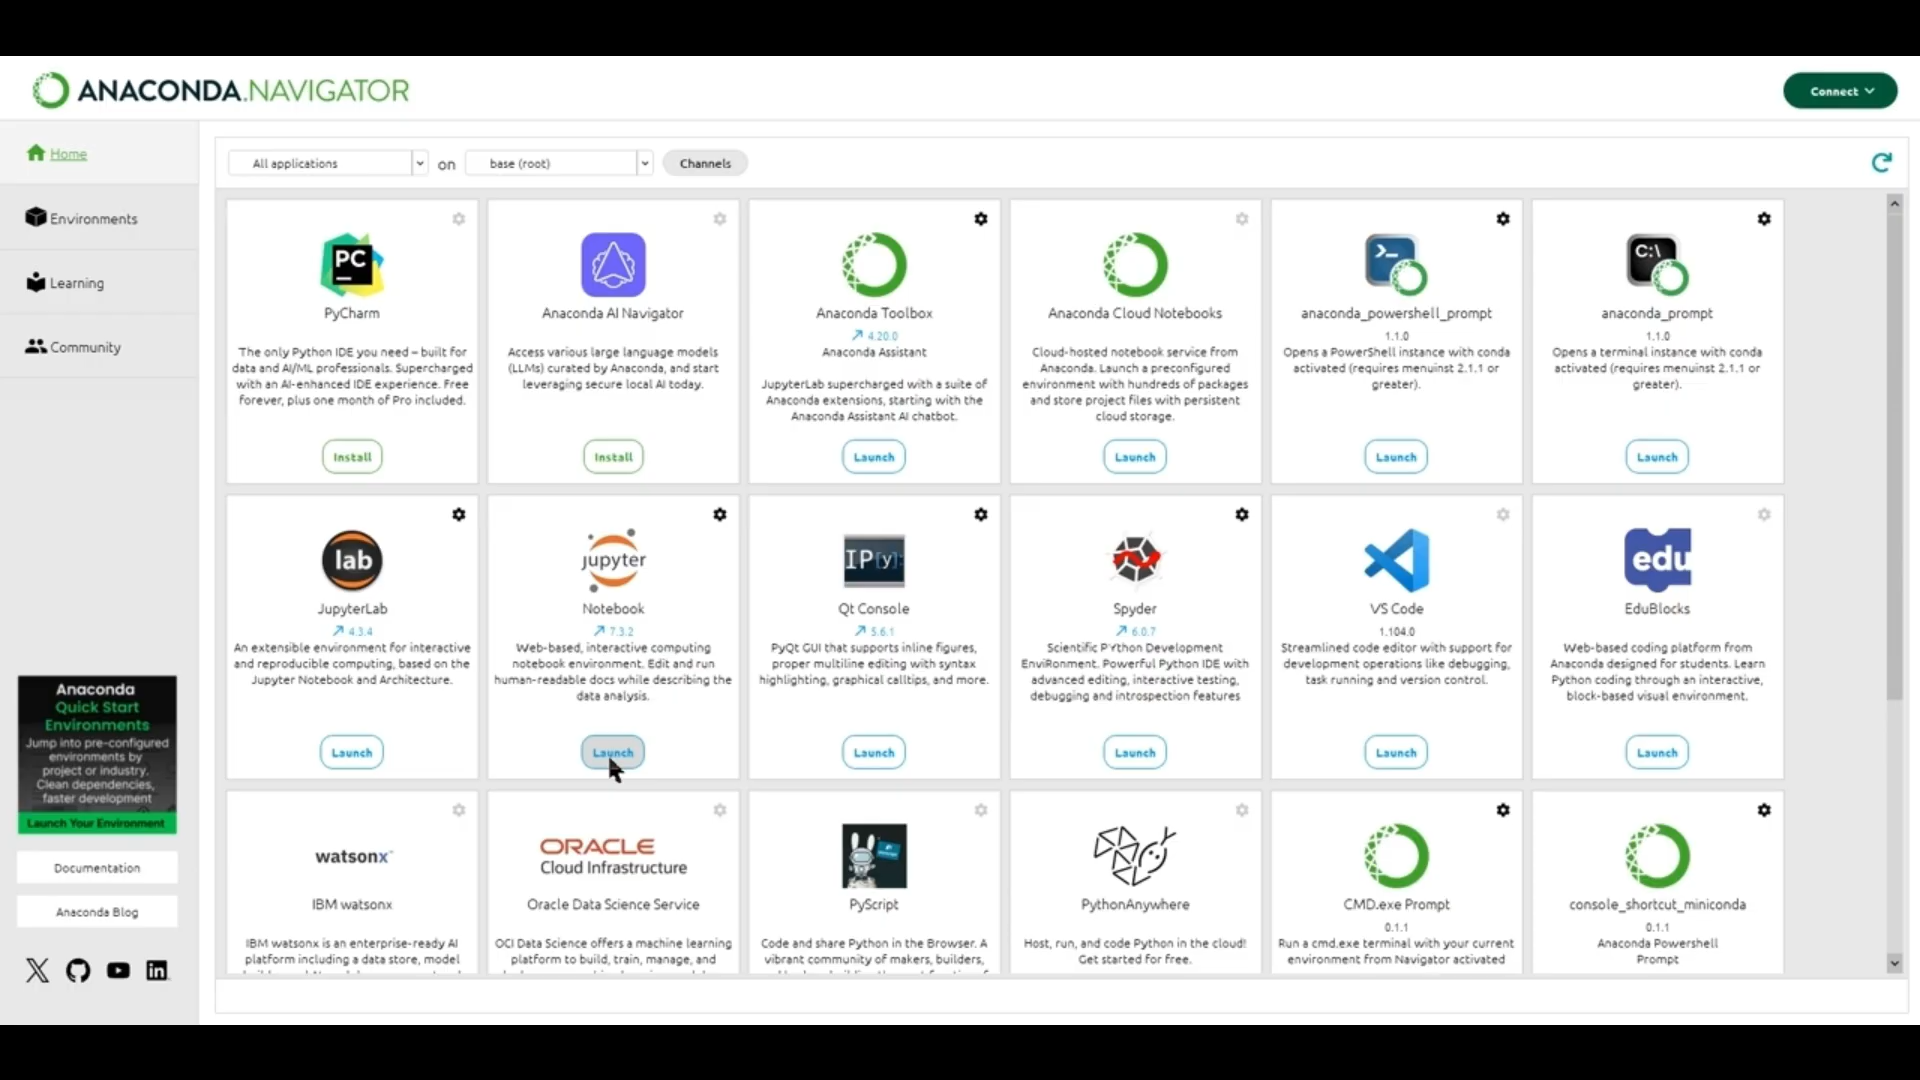 ANACONDA.NAVIGATOR
Connect
Home
Environments
Learning
Community
All applications
on
base (root)
Channels
PC
PyCharm
The only Python IDE you need – built for
data and AI/ML professionals. Supercharged
with an AI-enhanced IDE experience. Free
forever, plus one month of Pro included.
Install
Anaconda AI Navigator
Access various large language models
(LLMs) curated by Anaconda, and start
leveraging secure local AI today.
Install
Anaconda Toolbox
4.20.0
Anaconda Assistant
JupyterLab supercharged with a suite of
Anaconda extensions, starting with the
Anaconda Assistant AI chatbot.
Launch
Anaconda Cloud Notebooks
Cloud-hosted notebook service from
Anaconda. Launch a preconfigured
environment with hundreds of packages
and store project files with persistent
cloud storage.
Launch
anaconda_powershell_prompt
1.1.0
Opens a PowerShell instance with conda
activated (requires menuinst 2.1.1 or
greater).
Launch
C:\
anaconda_prompt
1.1.0
Opens a terminal instance with conda
activated (requires menuinst 2.1.1 or
greater).
Launch
lab
JupyterLab
4.3.4
An extensible environment for interactive
and reproducible computing, based on the
Jupyter Notebook and Architecture.
Launch
jupyter
Notebook
7.3.2
Web-based, interactive computing
notebook environment. Edit and run
human-readable docs while describing the
data analysis.
Launch
IP[y]:
Qt Console
5.6.1
PyQt GUI that supports inline figures,
proper multiline editing with syntax
highlighting, graphical calltips, and more.
Launch
Spyder
6.0.7
Scientific PYthon Development
EnviRonment. Powerful Python IDE with
advanced editing, interactive testing,
debugging and introspection features
Launch
VS Code
1.104.0
Streamlined code editor with support for
development operations like debugging,
task running and version control.
Launch
edu
EduBlocks
Web-based coding platform from
Anaconda designed for students. Learn
Python coding through an interactive,
block-based visual environment.
Launch
watsonx
IBM watsonx
IBM watsonx is an enterprise-ready AI
platform including a data store, model
ORACLE
Cloud Infrastructure
Oracle Data Science Service
OCI Data Science offers a machine learning
platform to build, train, manage, and
PyScript
Code and share Python in the Browser. A
vibrant community of makers, builders,
PythonAnywhere
Host, run, and code Python in the cloud!
Get started for free.
CMD.exe Prompt
0.1.1
Run a cmd.exe terminal with your current
environment from Navigator activated
console_shortcut_miniconda
0.1.1
Anaconda Powershell
Prompt
Anaconda
Quick Start
Environments
Jump into pre-configured
environments by
project or industry.
Clean dependencies,
faster development
Launch Your Environment
Documentation
Anaconda Blog